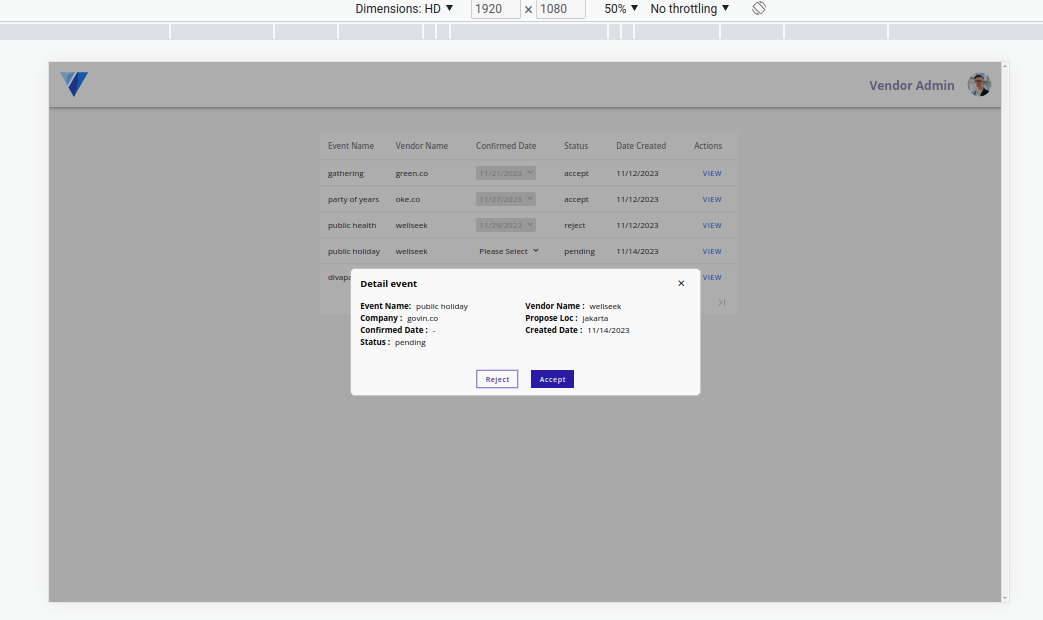 Dimensions: HD ▼ 1920 × 1080 50% ▼ No throttling ▼
Vendor Admin
Event Name Vendor Name Confirmed Date Status Date Created Actions
gathering green.co 11/21/2023 accept 11/12/2023 VIEW
party of years oke.co 11/27/2023 accept 11/12/2023 VIEW
public health wellseek 11/29/2023 reject 11/12/2023 VIEW
public holiday wellseek Please Select pending 11/14/2023 VIEW
divapa VIEW
Detail event ×
Event Name: public holiday Vendor Name : wellseek
Company : govin.co Propose Loc : jakarta
Confirmed Date : - Created Date : 11/14/2023
Status : pending
Reject Accept